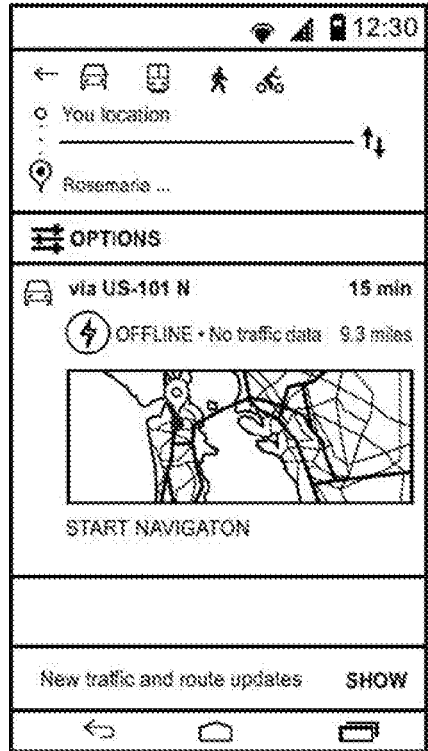 12:30
You location
Rosemaria ...
OPTIONS
via US-101 N 15 min
OFFLINE • No traffic data 9.3 miles
START NAVIGATON
New traffic and route updates SHOW